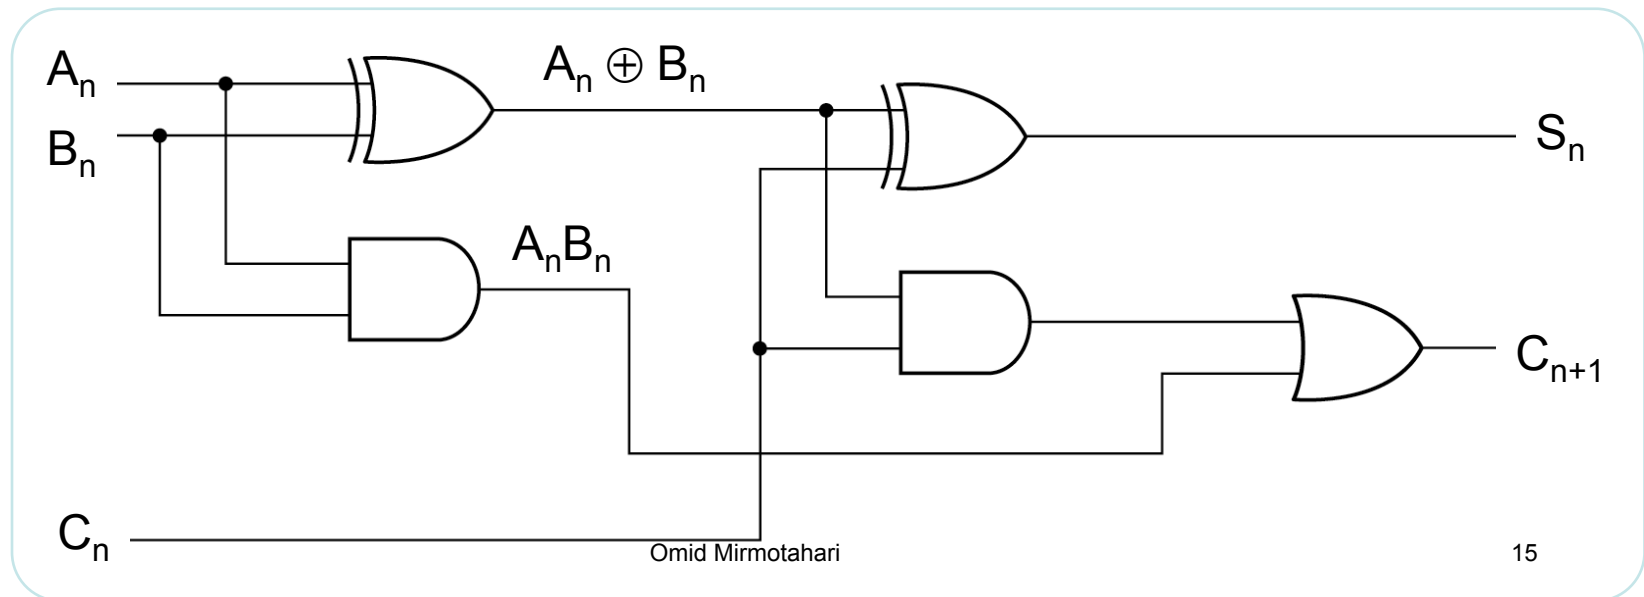 Aₙ
Aₙ ⊕ Bₙ
Bₙ
Sₙ
AₙBₙ
Cₙ₊₁
Cₙ
Omid Mirmotahari
15